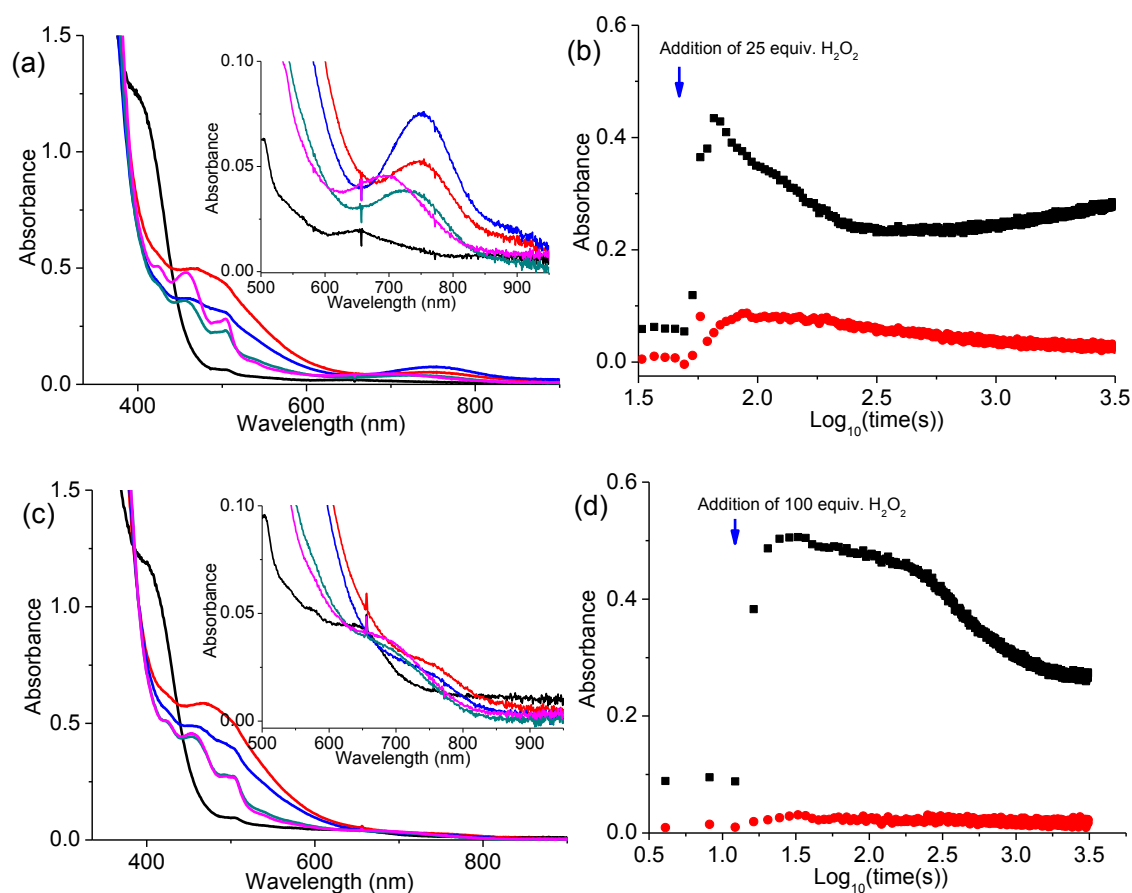 (a)
1.5
1.0
0.5
0.0
Absorbance
400 600 800
Wavelength (nm)
0.10
0.05
0.00
Absorbance
500 600 700 800 900
Wavelength (nm)
(b)
0.6
0.4
0.2
0.0
Absorbance
Addition of 25 equiv. H₂O₂
1.5 2.0 2.5 3.0 3.5
Log₁₀(time(s))
(c)
1.5
1.0
0.5
0.0
Absorbance
400 600 800
Wavelength (nm)
0.10
0.05
0.00
Absorbance
500 600 700 800 900
Wavelength (nm)
(d)
0.6
0.4
0.2
0.0
Absorbance
Addition of 100 equiv. H₂O₂
0.5 1.0 1.5 2.0 2.5 3.0 3.5
Log₁₀(time(s))